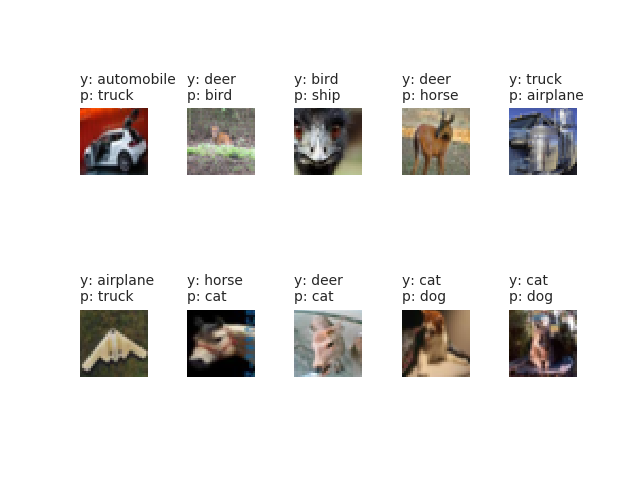 y: automobile
p: truck
y: deer
p: bird
y: bird
p: ship
y: deer
p: horse
y: truck
p: airplane
y: airplane
p: truck
y: horse
p: cat
y: deer
p: cat
y: cat
p: dog
y: cat
p: dog